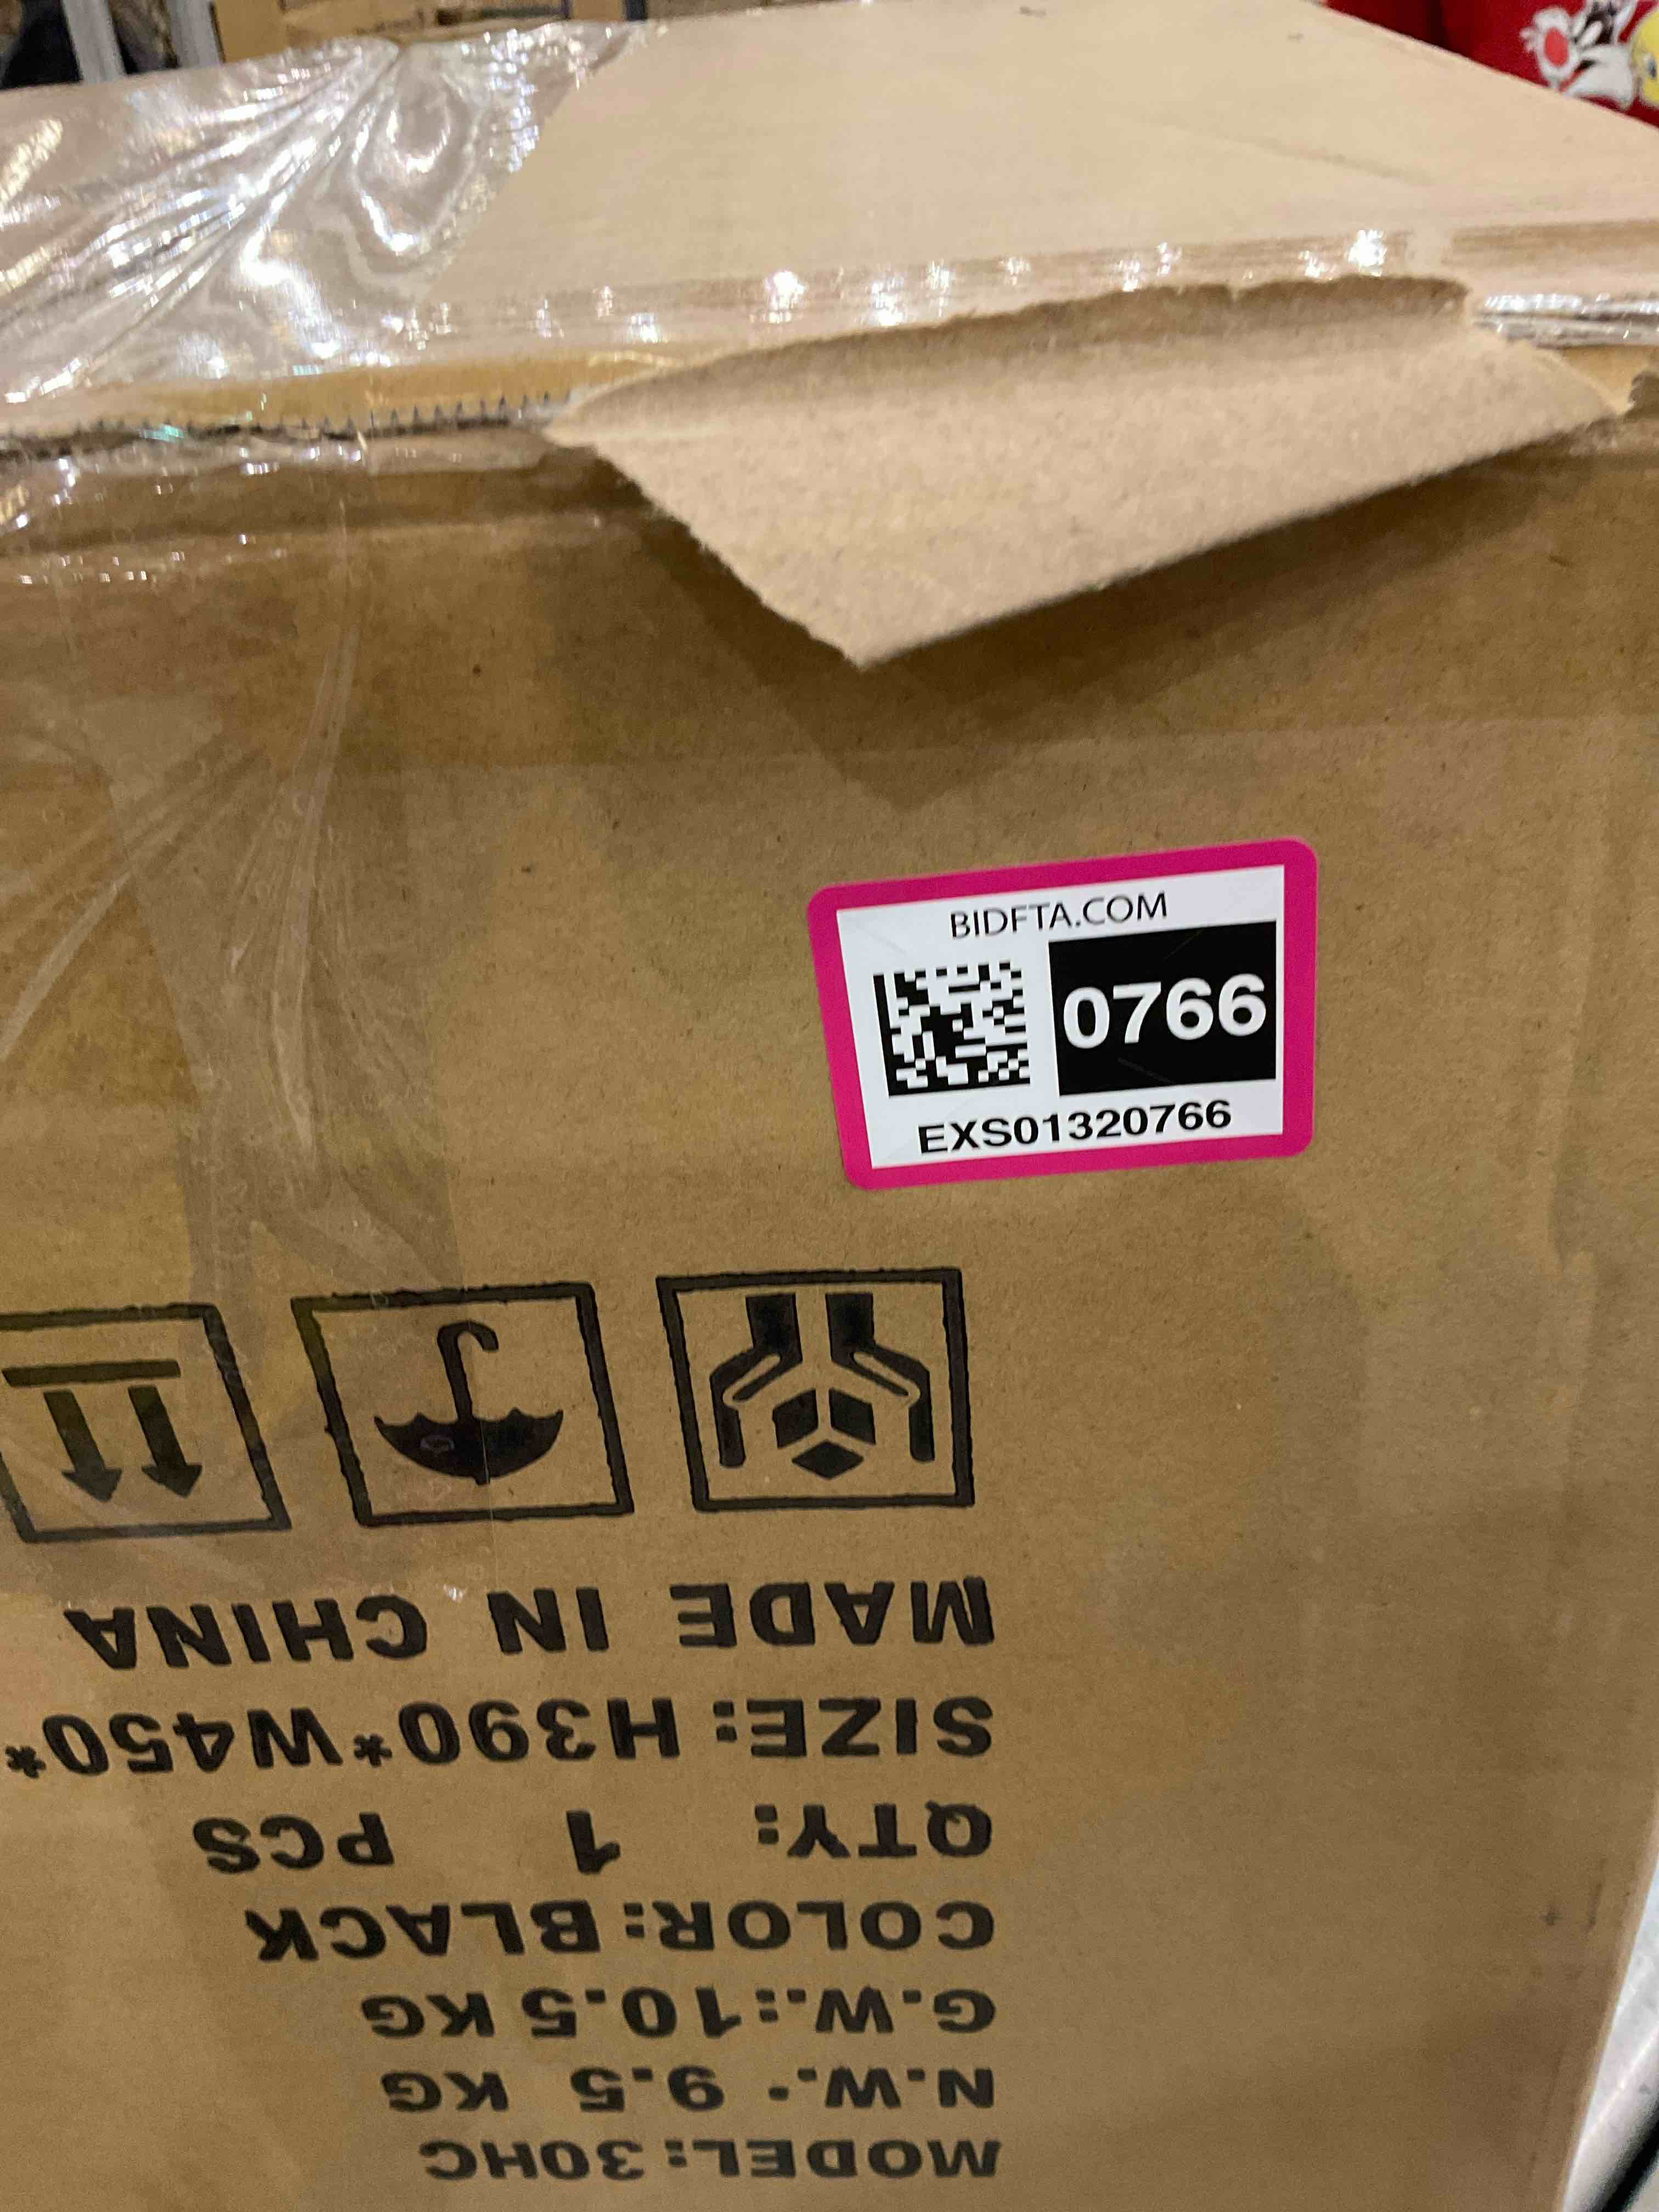 BIDFTA.COM
0766
EXS01320766
MODEL: 30HC
N.W.: 9.5 KG
G.W.:10.5 KG
COLOR: BLACK
QTY: 1 PCS
SIZE: H390*W450*
MADE IN CHINA